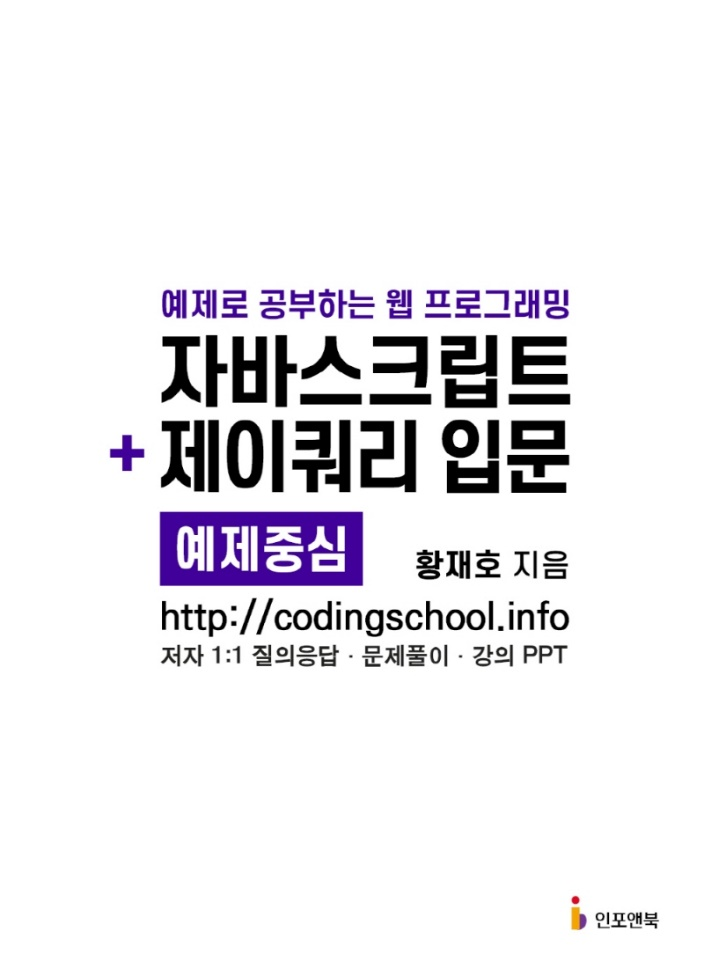 예제로 공부하는 웹 프로그래밍
자바스크립트
+ 제이쿼리 입문
예제중심
황재호 지음
http://codingschool.info
저자 1:1 질의응답 · 문제풀이 · 강의 PPT
인포앤북